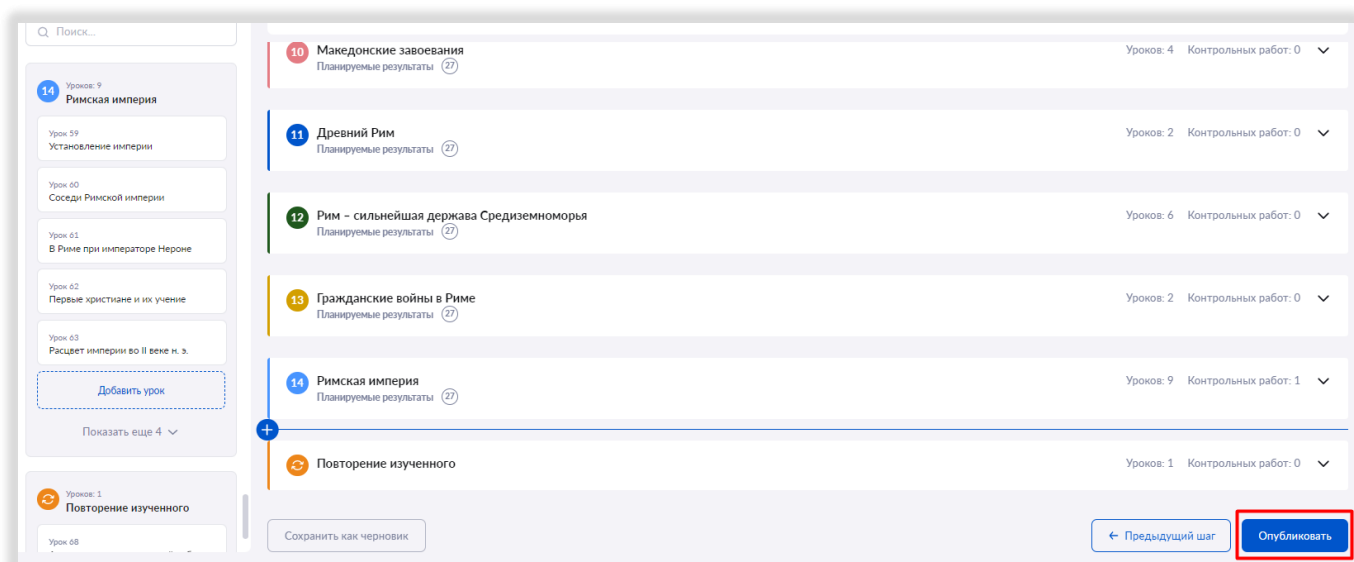 Поиск...
14
Уроков: 9
Римская империя
Урок 59
Установление империи
Урок 60
Соседи Римской империи
Урок 61
В Риме при императоре Нероне
Урок 62
Первые христиане и их учение
Урок 63
Расцвет империи во II веке н. э.
Добавить урок
Показать еще 4
Уроков: 1
Повторение изученного
Урок 68
10
Македонские завоевания
Планируемые результаты 27
Уроков: 4 Контрольных работ: 0
11
Древний Рим
Планируемые результаты 27
Уроков: 2 Контрольных работ: 0
12
Рим – сильнейшая держава Средиземноморья
Планируемые результаты 27
Уроков: 6 Контрольных работ: 0
13
Гражданские войны в Риме
Планируемые результаты 27
Уроков: 2 Контрольных работ: 0
14
Римская империя
Планируемые результаты 27
Уроков: 9 Контрольных работ: 1
Повторение изученного
Уроков: 1 Контрольных работ: 0
Сохранить как черновик
← Предыдущий шаг
Опубликовать